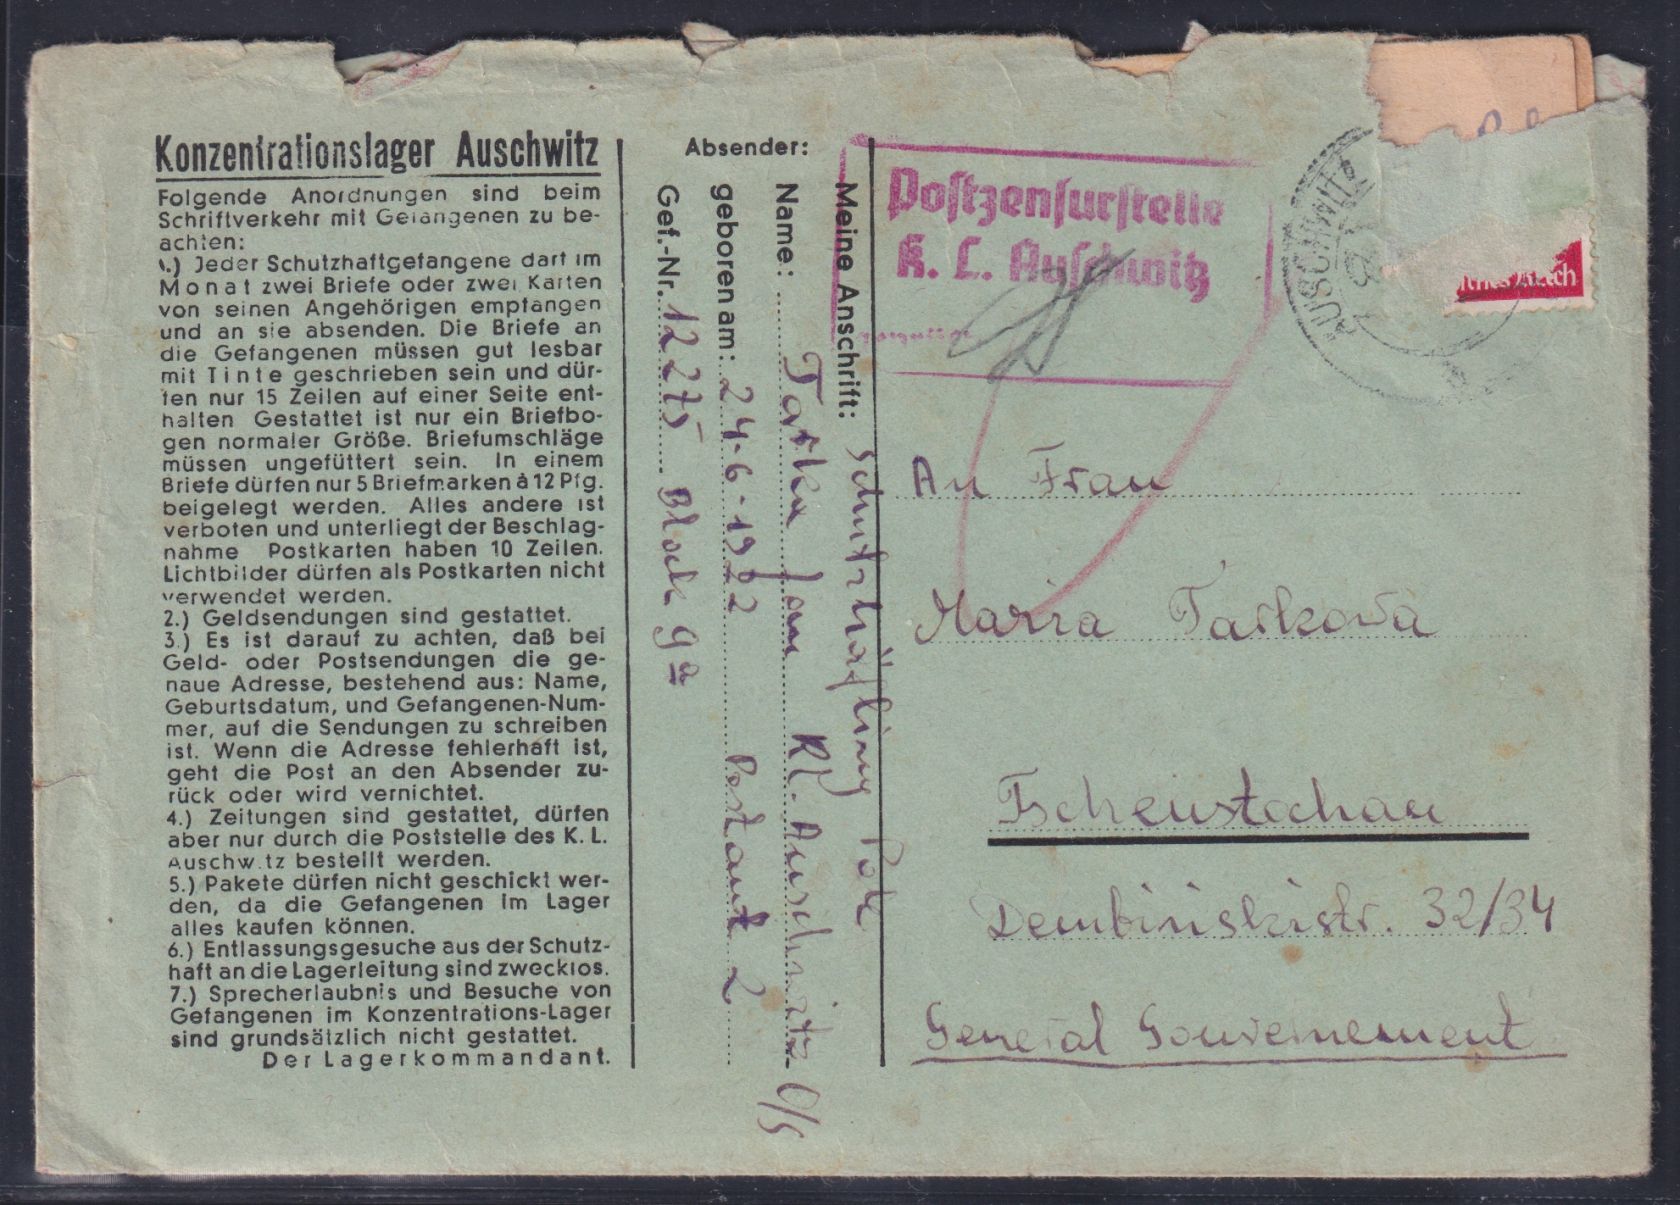 Konzentrationslager Auschwitz
Folgende Anordnungen sind beim
Schriftverkehr mit Gefangenen zu be-
achten:
1.) Jeder Schutzhaftgefangene darf im
Monat zwei Briefe oder zwei Karten
von seinen Angehörigen empfangen
und an sie absenden. Die Briefe an
die Gefangenen müssen gut lesbar
mit Tinte geschrieben sein und dür-
fen nur 15 Zeilen auf einer Seite ent-
halten Gestattet ist nur ein Briefbo-
gen normaler Größe. Briefumschläge
müssen ungefüttert sein. In einem
Briefe dürfen nur 5 Briefmarken à 12 Pfg.
beigelegt werden. Alles andere ist
verboten und unterliegt der Beschlag-
nahme Postkarten haben 10 Zeilen.
Lichtbilder dürfen als Postkarten nicht
verwendet werden.
2.) Geldsendungen sind gestattet.
3.) Es ist darauf zu achten, daß bei
Geld- oder Postsendungen die ge-
naue Adresse, bestehend aus: Name,
Geburtsdatum, und Gefangenen-Num-
mer, auf die Sendungen zu schreiben
ist. Wenn die Adresse fehlerhaft ist,
geht die Post an den Absender zu-
rück oder wird vernichtet.
4.) Zeitungen sind gestattet, dürfen
aber nur durch die Poststelle des K. L.
Auschw.tz bestellt werden.
5.) Pakete dürfen nicht geschickt wer-
den, da die Gefangenen im Lager
alles kaufen können.
6.) Entlassungsgesuche aus der Schutz-
haft an die Lagerleitung sind zwecklos.
7.) Sprecherlaubnis und Besuche von
Gefangenen im Konzentrations-Lager
sind grundsätzlich nicht gestattet.
Der Lagerkommandant.
Absender:
Meine Anschrift: Schutzhäftling Pole
Name: Tarka Jan KL. Auschwitz O/S
geboren am: 24.6.1922 Postamt 2
Gef.-Nr. 12275 Block 9a
Postzensurstelle
K. L. Auschwitz
AUSCHWITZ
An Frau
Maria Tarkowa
Tschenstochau
Dembinskistr. 32/34
General Gouvernement